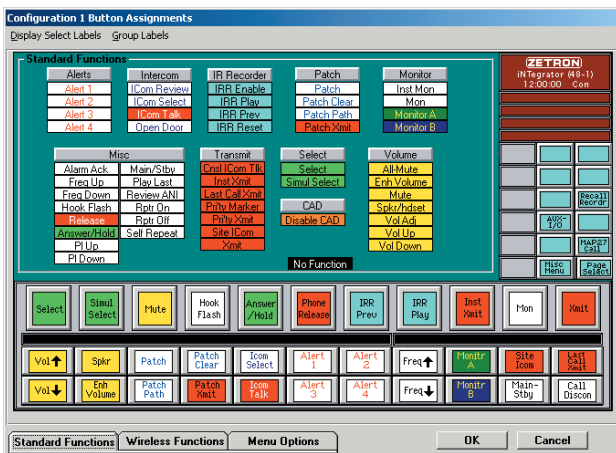 Configuration 1 Button Assignments
Display Select Labels Group Labels
Standard Functions
Alerts
Alert 1
Alert 2
Alert 3
Alert 4
Intercom
ICom Review
ICom Select
ICom Talk
Open Door
IR Recorder
IRR Enable
IRR Play
IRR Prev
IRR Reset
Patch
Patch
Patch Clear
Patch Path
Patch Xmit
Monitor
Inst Mon
Mon
Monitor A
Monitor B
Misc
Alarm Ack
Freq Up
Freq Down
Hook Flash
Release
Answer/Hold
Pl Up
Pl Down
Main/Stby
Play Last
Review ANI
Rptr On
Rptr Off
Self Repeat
Transmit
Cnsl ICom Tlk
Inst Xmit
Last Call Xmit
Pri'ty Marker
Pri'ty Xmit
Site ICom
Xmit
Select
Select
Simul Select
CAD
Disable CAD
Volume
All-Mute
Enh Volume
Mute
Spkr/hdset
Vol Adj
Vol Up
Vol Down
No Function
ZETRON
iNTegrator (48-1)
12:00:00 Con
Recall
Recrdr
AUX-
I/O
MAP27
Call
Misc
Menu
Page
Select
Select
Simul
Select
Mute
Hook
Flash
Answer
/Hold
Phone
Release
IRR
Prev
IRR
Play
Inst
Xmit
Mon
Xmit
Vol↑
Spkr
Patch
Patch
Clear
Icom
Select
Alert
1
Alert
2
Freq↑
Monitr
A
Site
Icom
Last
Call
Xmit
Vol↓
Enh
Volume
Patch
Path
Patch
Xmit
Icom
Talk
Alert
3
Alert
4
Freq↓
Monitr
B
Main-
Stby
Call
Discon
Standard Functions Wireless Functions Menu Options
OK Cancel